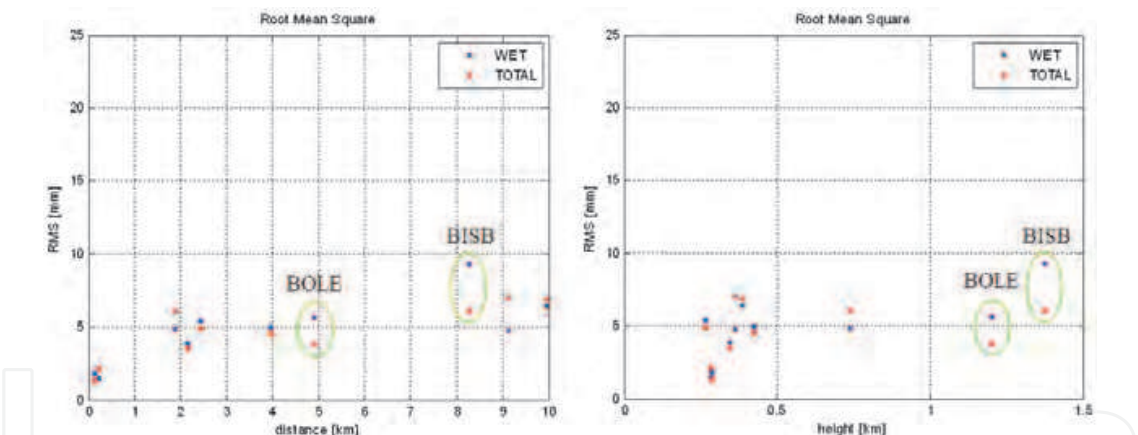 Root Mean Square
25
20
15
10
5
0
RMS [mm]
WET
TOTAL
BISB
BOLE
0 1 2 3 4 5 6 7 8 9 10
distance [km]
Root Mean Square
25
20
15
10
5
0
RMS [mm]
WET
TOTAL
BISB
BOLE
0 0.5 1 1.5
height [km]